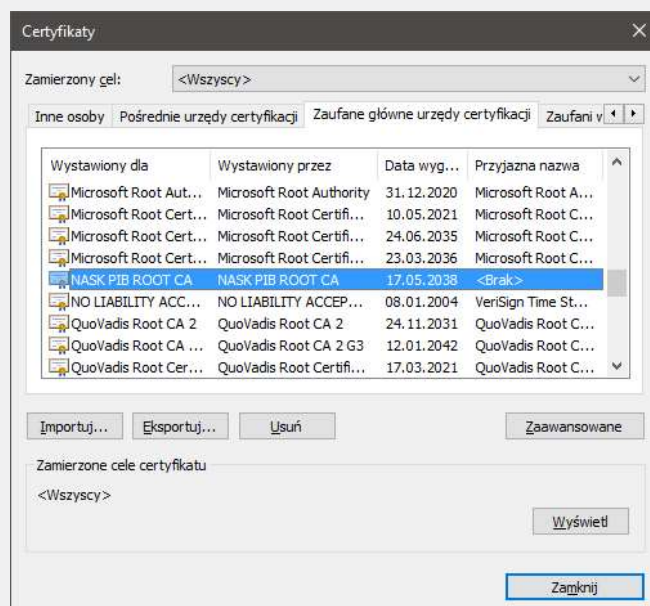 Certyfikaty
Zamierzony cel: <Wszyscy>
Inne osoby Pośrednie urzędy certyfikacji Zaufane główne urzędy certyfikacji Zaufani w
Wystawiony dla Wystawiony przez Data wyg... Przyjazna nazwa
Microsoft Root Aut... Microsoft Root Authority 31.12.2020 Microsoft Root A...
Microsoft Root Cert... Microsoft Root Certifi... 10.05.2021 Microsoft Root C...
Microsoft Root Cert... Microsoft Root Certifi... 24.06.2035 Microsoft Root C...
Microsoft Root Cert... Microsoft Root Certifi... 23.03.2036 Microsoft Root C...
NASK PIB ROOT CA NASK PIB ROOT CA 17.05.2038 <Brak>
NO LIABILITY ACC... NO LIABILITY ACCEP... 08.01.2004 VeriSign Time St...
QuoVadis Root CA 2 QuoVadis Root CA 2 24.11.2031 QuoVadis Root C...
QuoVadis Root CA ... QuoVadis Root CA 2 G3 12.01.2042 QuoVadis Root C...
QuoVadis Root Cer... QuoVadis Root Certifi... 17.03.2021 QuoVadis Root C...
Importuj... Eksportuj... Usuń Zaawansowane
Zamierzone cele certyfikatu
<Wszyscy>
Wyświetl
Zamknij